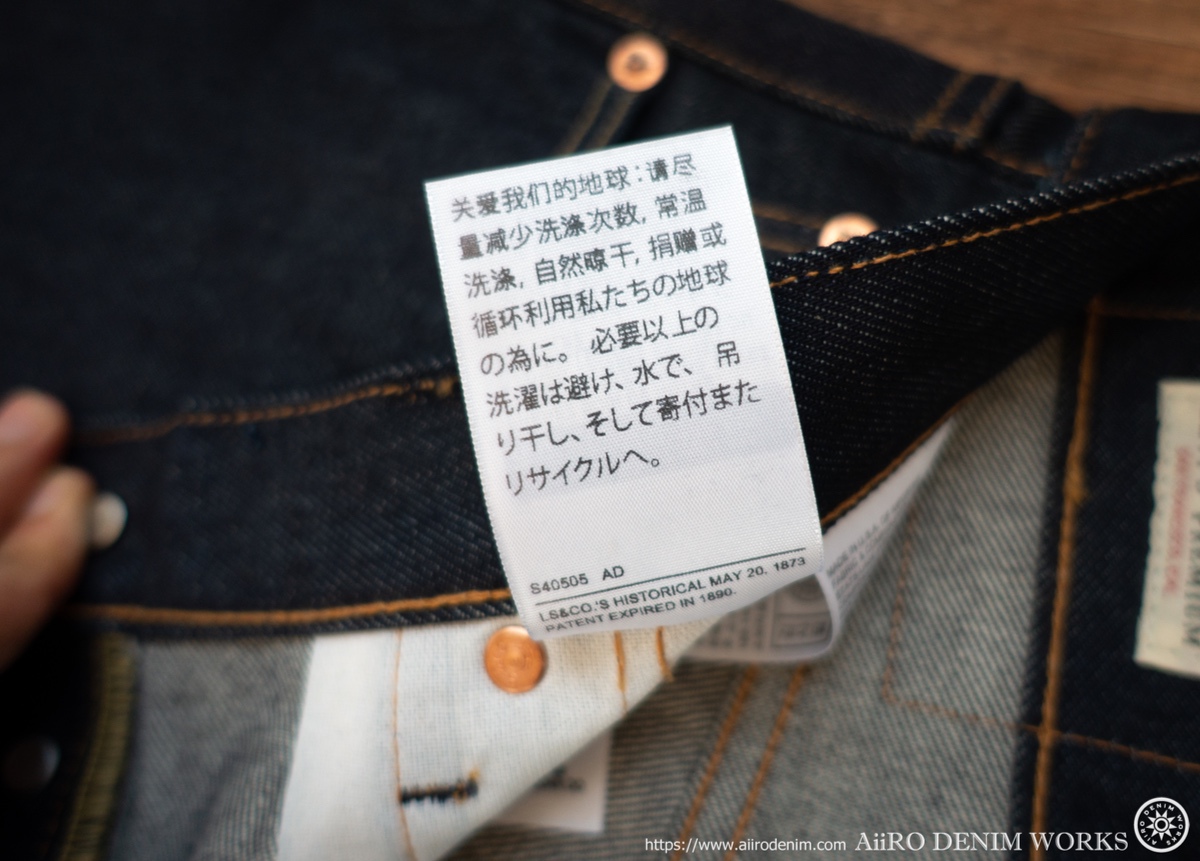 关爱我们的地球：请尽
量减少洗涤次数，常温
洗涤，自然晾干，捐赠或
循环利用私たちの地球
の為に。 必要以上の
洗濯は避け、水で、 吊
り干し、そして寄付また
リサイクルへ。
S40505 AD
LS&CO.'S HISTORICAL MAY 20, 1873
PATENT EXPIRED IN 1890.
https://www.aiirodenim.com AiiRO DENIM WORKS